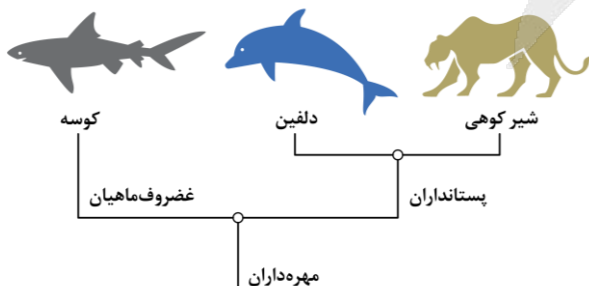 کوسه
دلفین
شیر کوهی
غضروف‌ماهیان
پستانداران
مهره‌داران